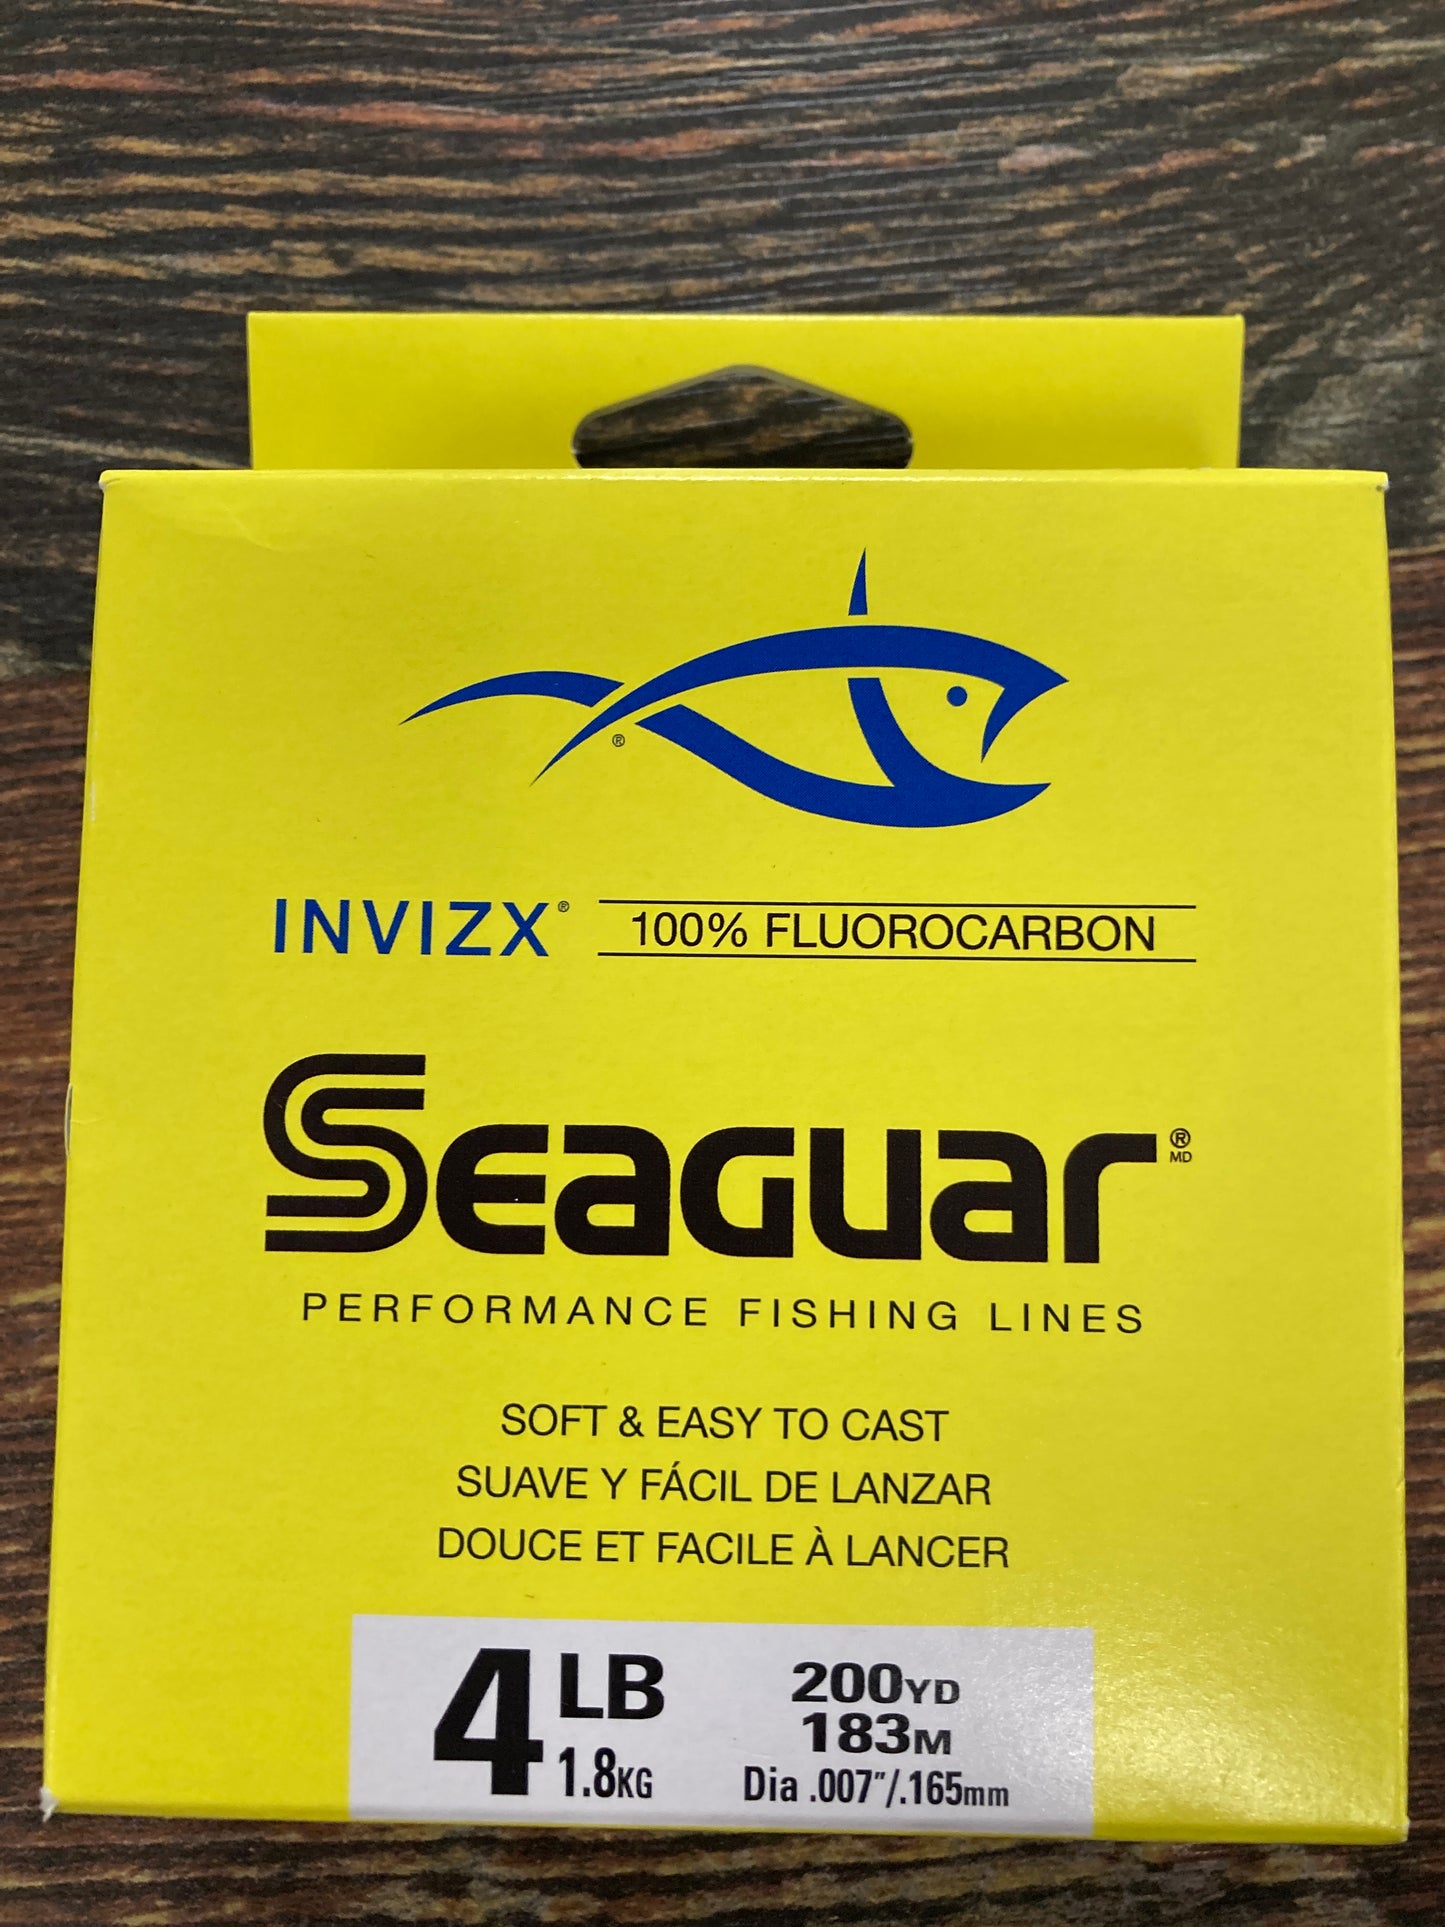 ®
INVIZX® 100% FLUOROCARBON
Seaguar® MD
PERFORMANCE FISHING LINES
SOFT & EASY TO CAST
SUAVE Y FÁCIL DE LANZAR
DOUCE ET FACILE À LANCER
4 LB
1.8KG
200YD
183M
Dia .007"/.165mm